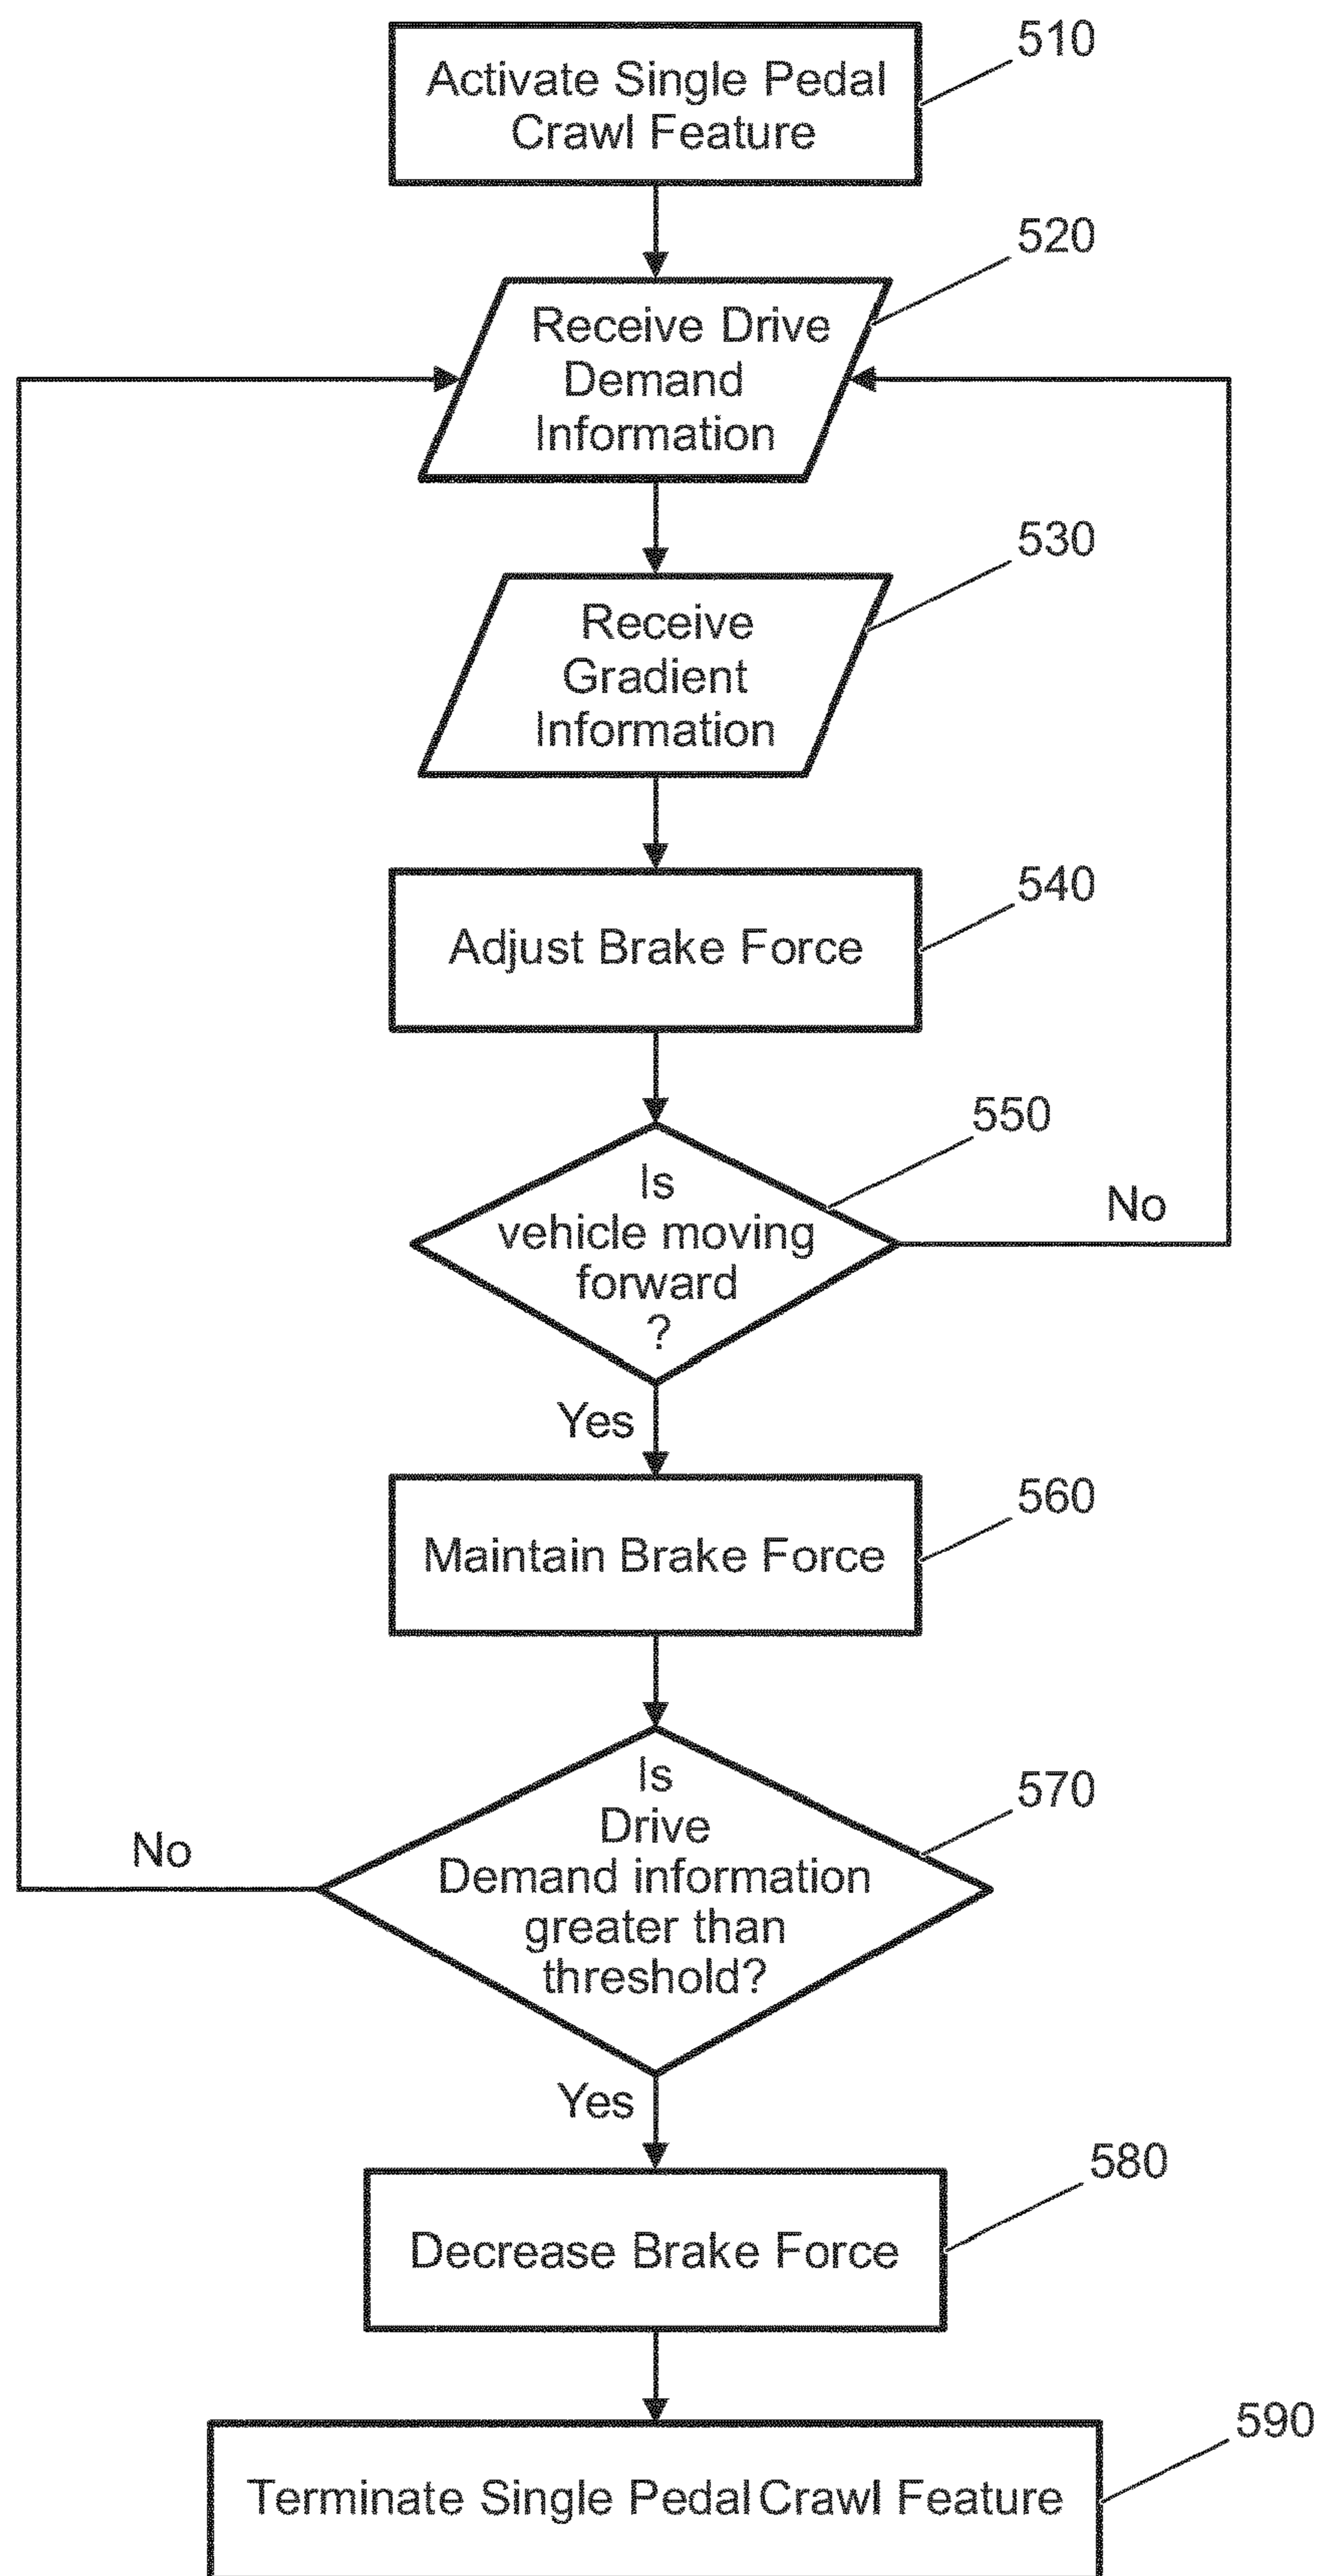 510
Activate Single Pedal
Crawl Feature
520
Receive Drive
Demand
Information
530
Receive
Gradient
Information
540
Adjust Brake Force
550
Is
vehicle moving
forward
?
No
Yes
560
Maintain Brake Force
570
Is
Drive
Demand information
greater than
threshold?
No
Yes
580
Decrease Brake Force
590
Terminate Single Pedal Crawl Feature